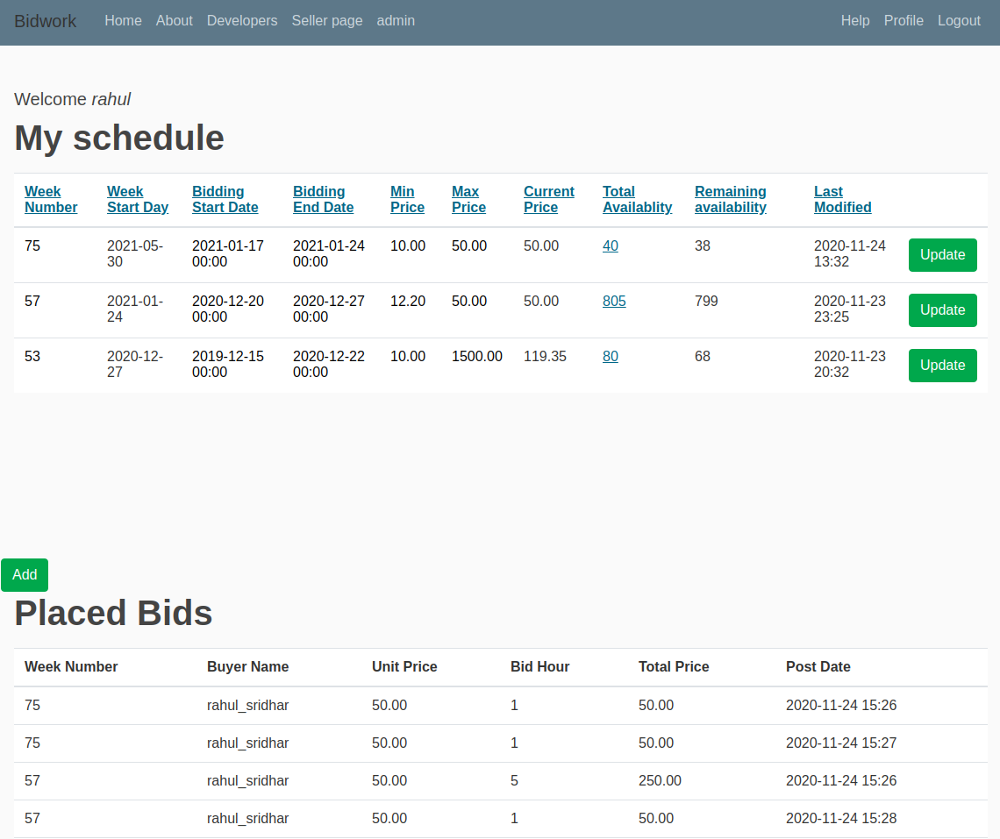 Bidwork Home About Developers Seller page admin Help Profile Logout
Welcome rahul
My schedule
Week Number Week Start Day Bidding Start Date Bidding End Date Min Price Max Price Current Price Total Availablity Remaining availability Last Modified
75 2021-05-30 2021-01-17 00:00 2021-01-24 00:00 10.00 50.00 50.00 40 38 2020-11-24 13:32 Update
57 2021-01-24 2020-12-20 00:00 2020-12-27 00:00 12.20 50.00 50.00 805 799 2020-11-23 23:25 Update
53 2020-12-27 2019-12-15 00:00 2020-12-22 00:00 10.00 1500.00 119.35 80 68 2020-11-23 20:32 Update
Add
Placed Bids
Week Number Buyer Name Unit Price Bid Hour Total Price Post Date
75 rahul_sridhar 50.00 1 50.00 2020-11-24 15:26
75 rahul_sridhar 50.00 1 50.00 2020-11-24 15:27
57 rahul_sridhar 50.00 5 250.00 2020-11-24 15:26
57 rahul_sridhar 50.00 1 50.00 2020-11-24 15:28